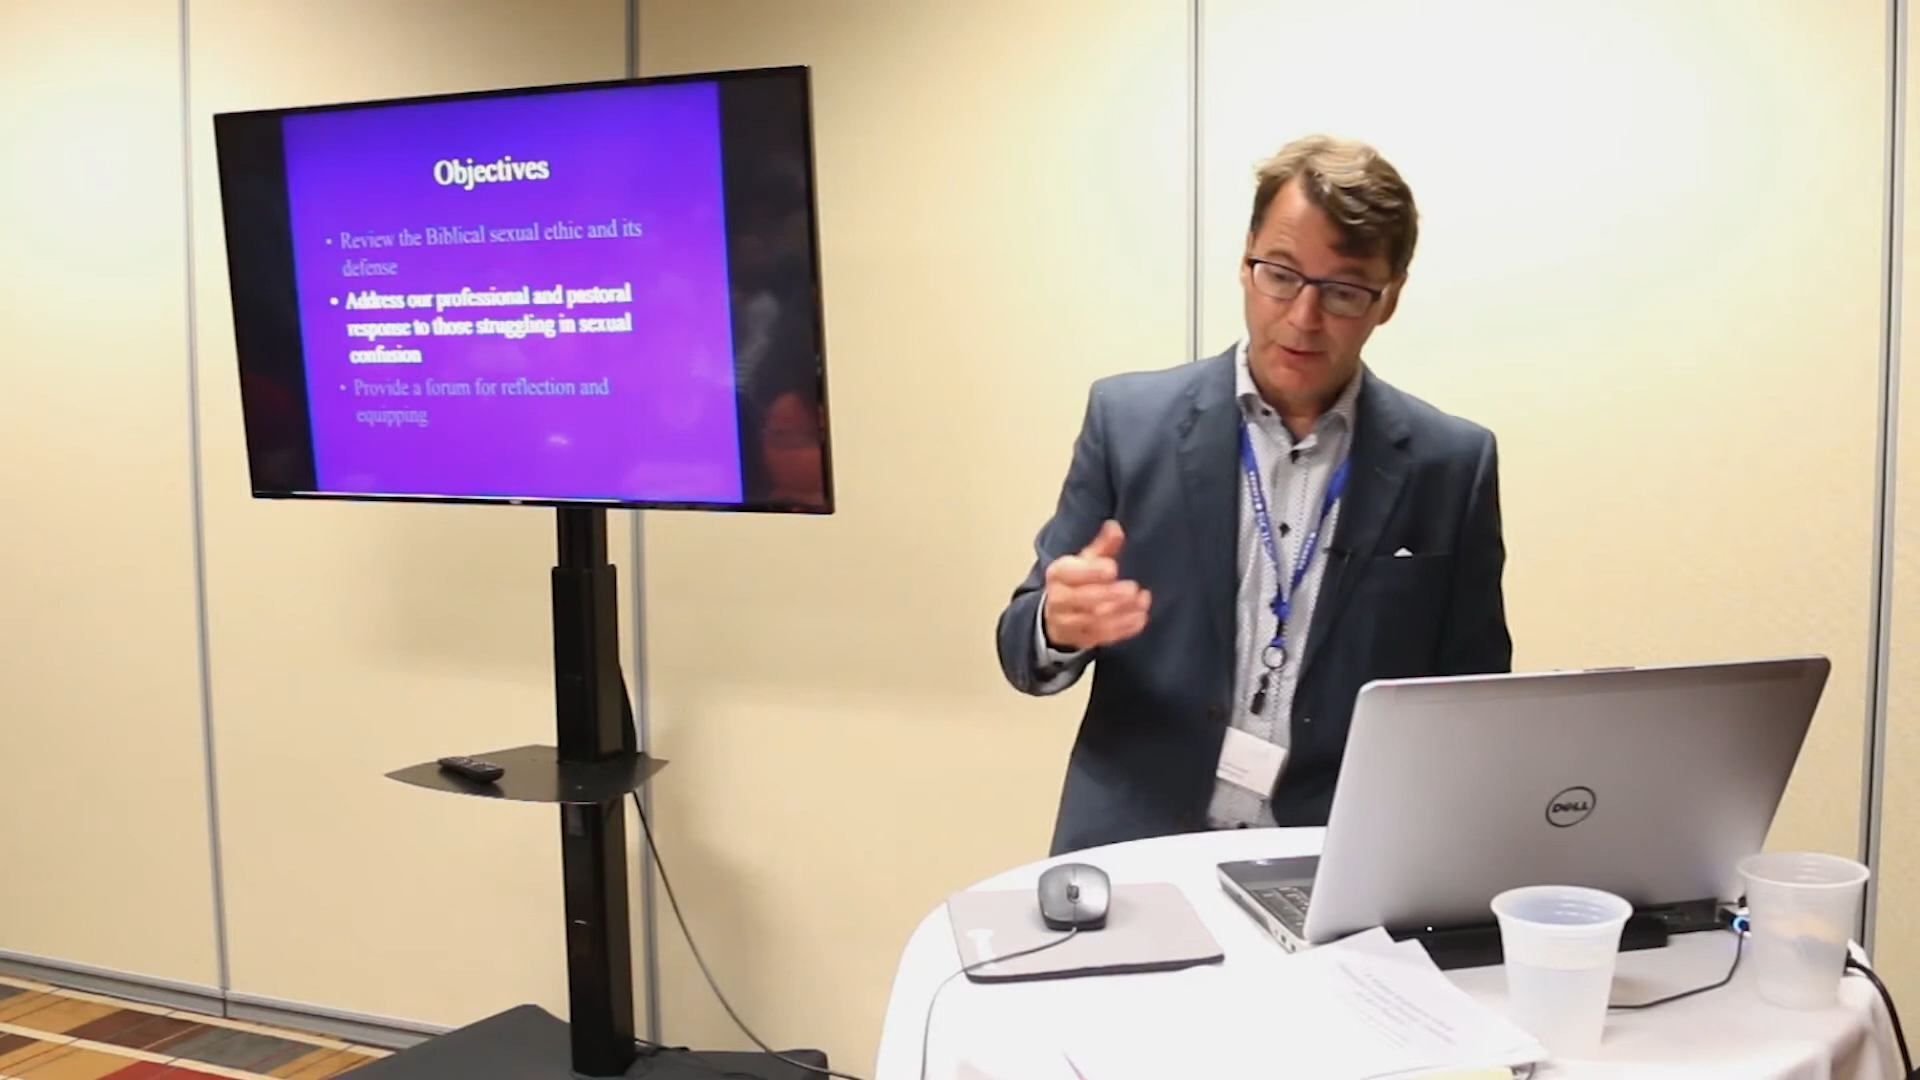 Objectives
• Review the Biblical sexual ethic and its
defense
• Address our professional and pastoral
response to those struggling in sexual
confusion
• Provide a forum for reflection and
equipping
DELL